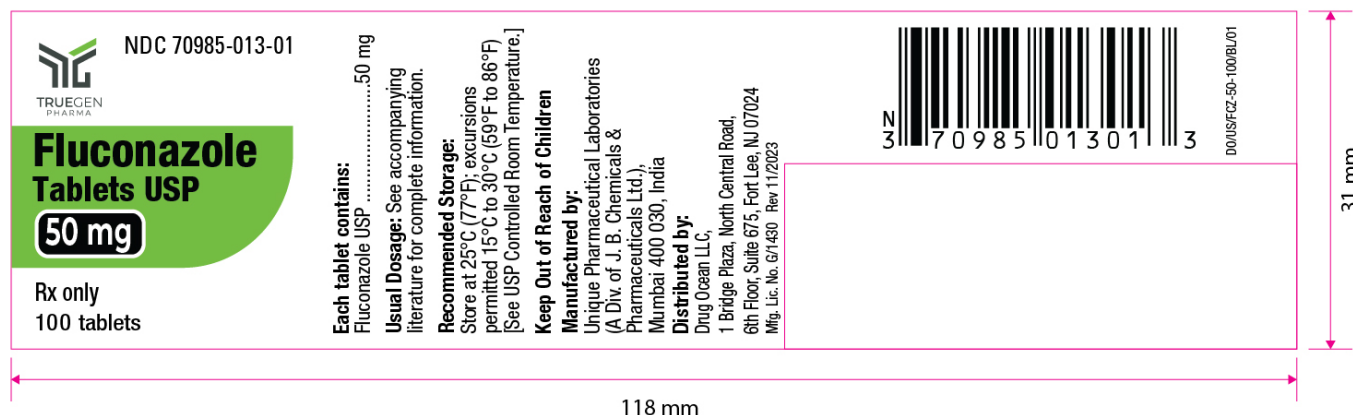 TRUEGEN
PHARMA
NDC 70985-013-01
Fluconazole
Tablets USP
50 mg
Rx only
100 tablets
Each tablet contains:
Fluconazole USP ..........................50 mg
Usual Dosage: See accompanying
literature for complete information.
Recommended Storage:
Store at 25°C (77°F); excursions
permitted 15°C to 30°C (59°F to 86°F)
[See USP Controlled Room Temperature.]
Keep Out of Reach of Children
Manufactured by:
Unique Pharmaceutical Laboratories
(A Div. of J. B. Chemicals &
Pharmaceuticals Ltd.),
Mumbai 400 030, India
Distributed by:
Drug Ocean LLC,
1 Bridge Plaza, North Central Road,
6th Floor, Suite 675, Fort Lee, NJ 07024
Mfg. Lic. No. G/1430 Rev 11/2023
N
3 70985 01301 3
D0/US/FCZ-50-100/BL/01
31 mm
118 mm